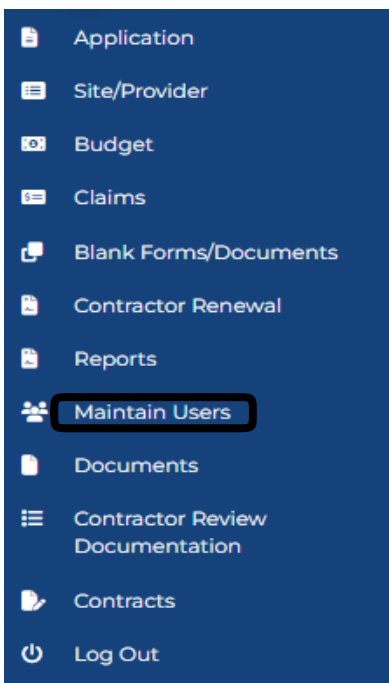 Application
Site/Provider
Budget
Claims
Blank Forms/Documents
Contractor Renewal
Reports
Maintain Users
Documents
Contractor Review
Documentation
Contracts
Log Out